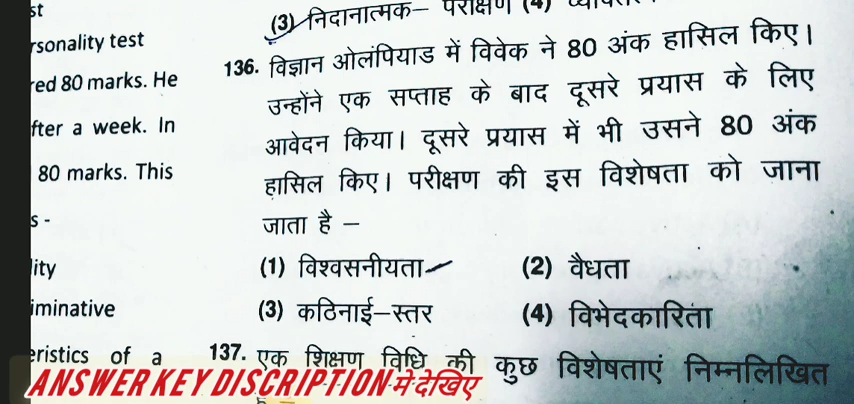 st
(3) निदानात्मक– परीक्षण (4)
rsonality test
136. विज्ञान ओलंपियाड में विवेक ने 80 अंक हासिल किए।
red 80 marks. He
उन्होंने एक सप्ताह के बाद दूसरे प्रयास के लिए
fter a week. In
आवेदन किया। दूसरे प्रयास में भी उसने 80 अंक
80 marks. This
हासिल किए। परीक्षण की इस विशेषता को जाना
s -
जाता है –
lity
(1) विश्वसनीयता (2) वैधता
iminative
(3) कठिनाई–स्तर (4) विभेदकारिता
eristics of a
137. एक शिक्षण विधि की कुछ विशेषताएं निम्नलिखित
ANSWER KEY DISCRIPTION मे देखिए